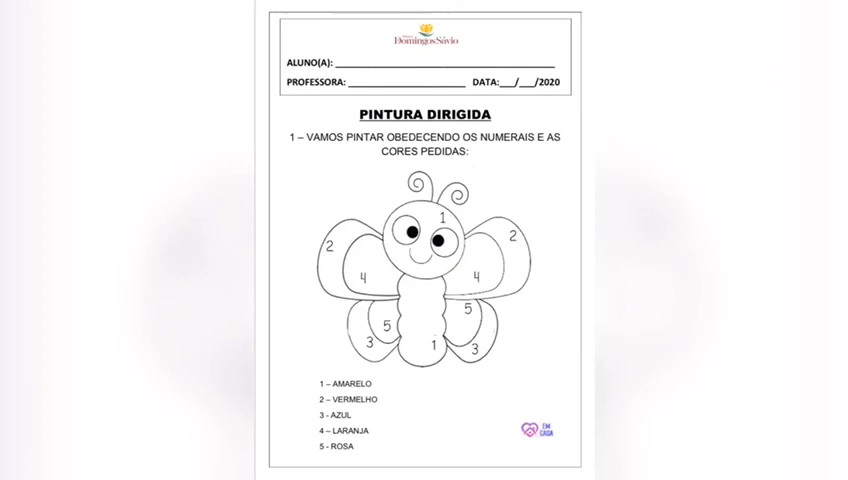 Domingos Sávio
ALUNO(A): ________________________________________________
PROFESSORA: _________________________ DATA:___/___/2020
PINTURA DIRIGIDA
1 – VAMOS PINTAR OBEDECENDO OS NUMERAIS E AS
CORES PEDIDAS:
1
2
2
4
4
5
5
3
1
3
1 – AMARELO
2 – VERMELHO
3 - AZUL
4 – LARANJA
5 - ROSA
EM
CASA